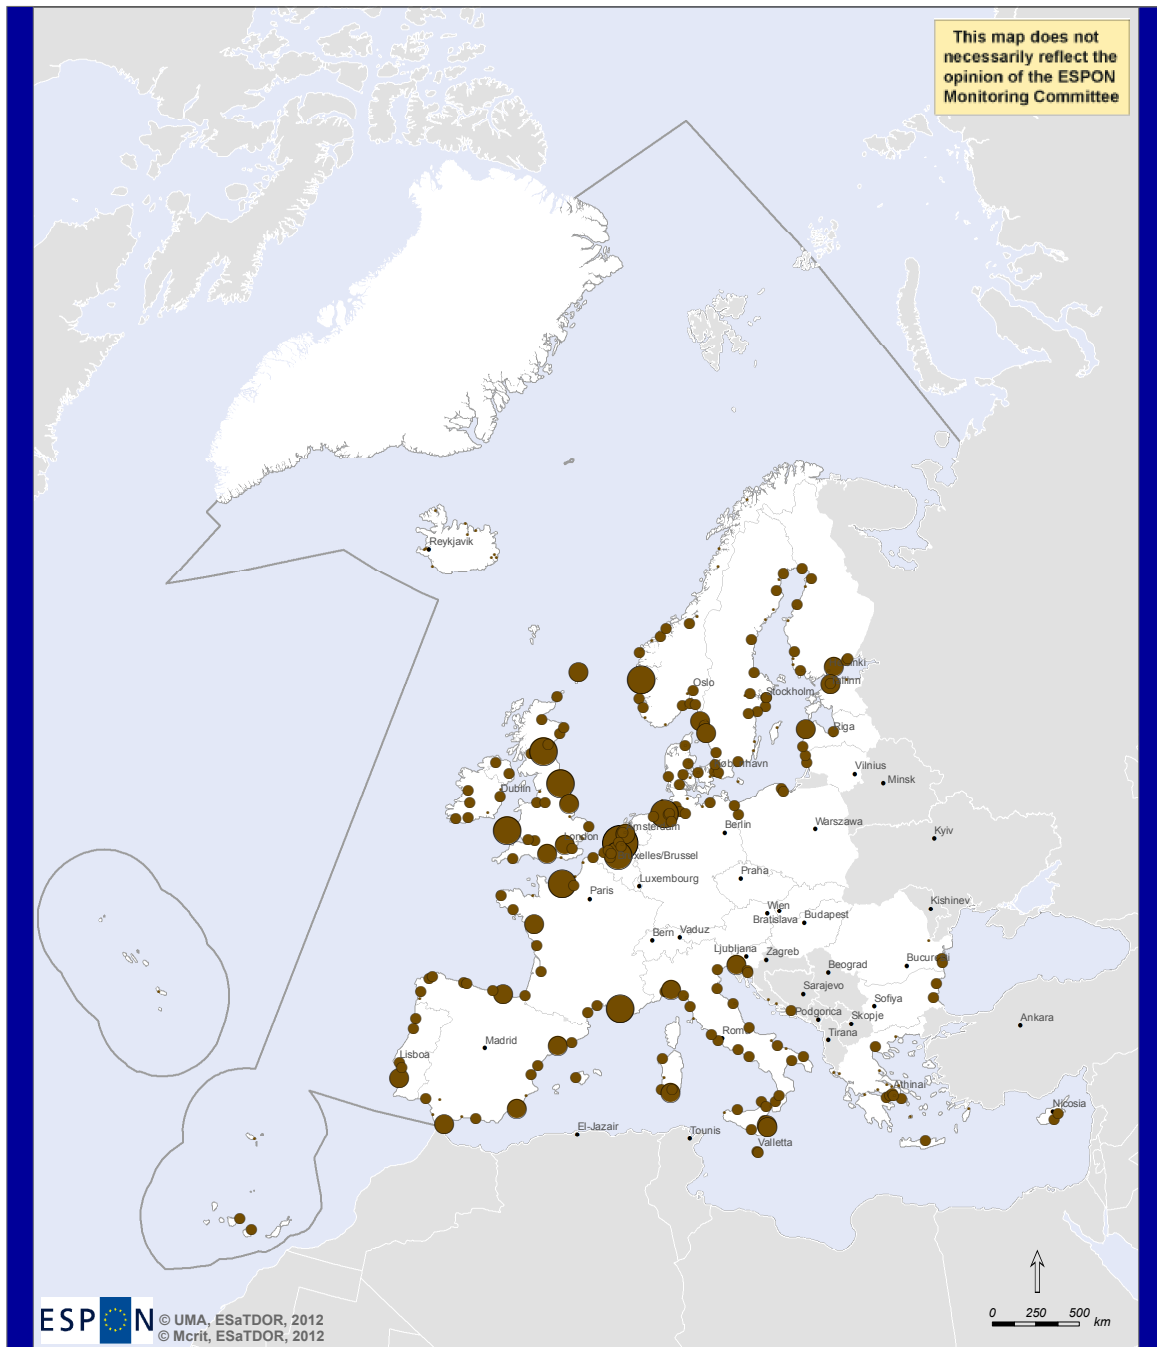 This map does not
necessarily reflect the
opinion of the ESPON
Monitoring Committee
Reykjavik
Oslo
Stockholm
Riga
Vilnius
Minsk
Dublin
London
Berlin
Warszawa
Kyiv
Bruxelles/Brussel
Luxembourg
Praha
Paris
Wien
Bratislava
Budapest
Kishinev
Bern
Vaduz
Ljubljana
Zagreb
Beograd
Sarajevo
Sofiya
Podgorica
Skopje
Ankara
Tirana
Madrid
Lisboa
Athinai
Nicosia
El-Jazair
Tounis
Valletta
ESPON
© UMA, ESaTDOR, 2012
© Mcrit, ESaTDOR, 2012
0 250 500
km